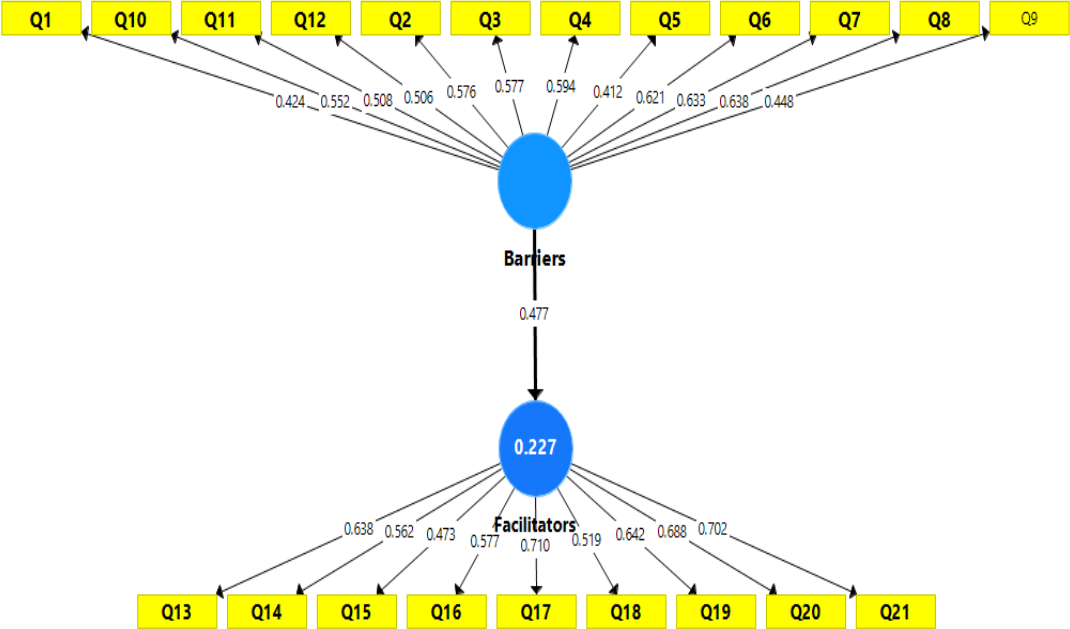 Q1 Q10 Q11 Q12 Q2 Q3 Q4 Q5 Q6 Q7 Q8 Q9
0.424 0.552 0.508 0.506 0.576 0.577 0.594 0.412 0.621 0.633 0.638 0.448
Barriers
0.477
0.227
Facilitators
0.638 0.562 0.473 0.577 0.710 0.519 0.642 0.688 0.702
Q13 Q14 Q15 Q16 Q17 Q18 Q19 Q20 Q21